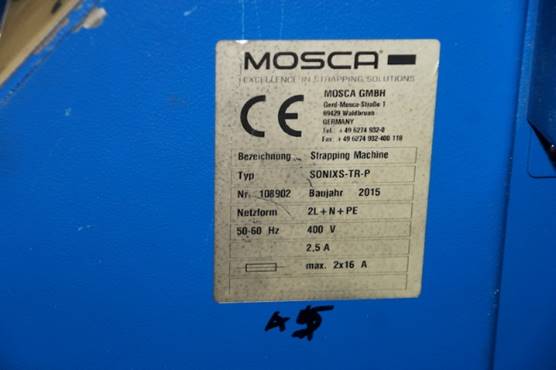 MOSCA
EXCELLENCE IN STRAPPING SOLUTIONS
CE
MOSCA GMBH
Gerd-Mosca-Straße 1
69429 Waldbrunn
GERMANY
Tel. +49 6274 932-0
Fax +49 6274 932-400 118
Bezeichnung Strapping Machine
Typ SONIXS-TR-P
Nr. 108902 Baujahr 2015
Netzform 2L+N+PE
50-60 Hz 400 V
2,5 A
max. 2x16 A